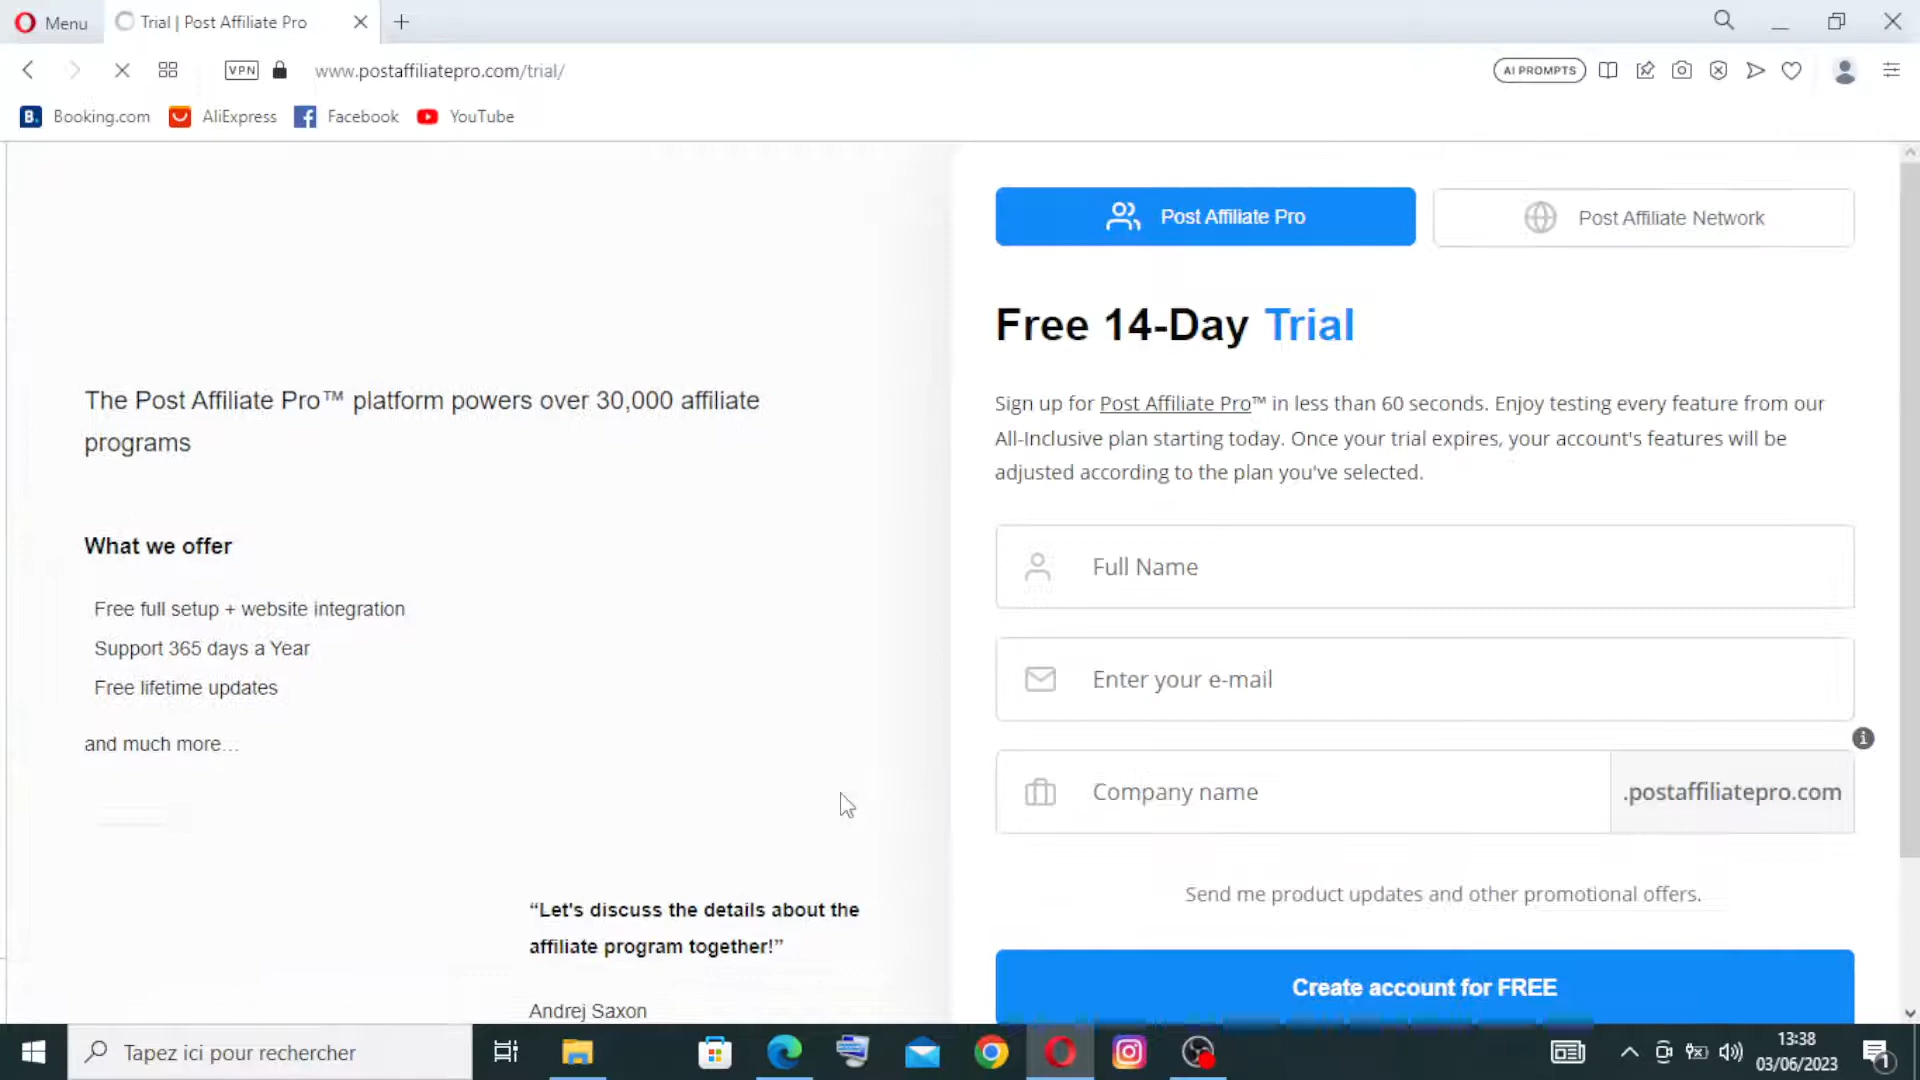 Menu
Trial | Post Affiliate Pro
VPN
www.postaffiliatepro.com/trial/
AI PROMPTS
B.
Booking.com
AliExpress
Facebook
YouTube
Post Affiliate Pro
Post Affiliate Network
Free 14-Day Trial
The Post Affiliate Pro™ platform powers over 30,000 affiliate
programs
Sign up for Post Affiliate Pro™ in less than 60 seconds. Enjoy testing every feature from our
All-Inclusive plan starting today. Once your trial expires, your account's features will be
adjusted according to the plan you've selected.
What we offer
Free full setup + website integration
Support 365 days a Year
Free lifetime updates
and much more…
Full Name
Enter your e-mail
Company name
.postaffiliatepro.com
Send me product updates and other promotional offers.
“Let's discuss the details about the
affiliate program together!”
Andrej Saxon
Create account for FREE
Tapez ici pour rechercher
13:38
03/06/2023
1